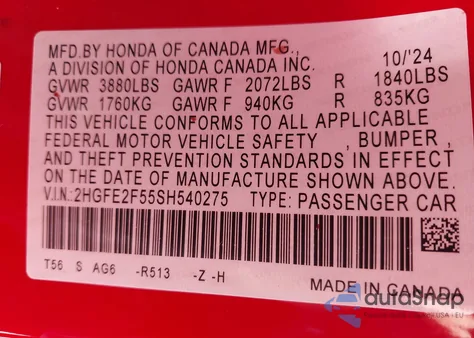 MFD.BY HONDA OF CANADA MFG.,
A DIVISION OF HONDA CANADA INC. 10/'24
GVWR 3880LBS GAWR F 2072LBS R 1840LBS
GVWR 1760KG GAWR F 940KG R 835KG
THIS VEHICLE CONFORMS TO ALL APPLICABLE
FEDERAL MOTOR VEHICLE SAFETY , BUMPER ,
AND THEFT PREVENTION STANDARDS IN EFFECT
ON THE DATE OF MANUFACTURE SHOWN ABOVE.
V.I.N.:2HGFE2F55SH540275 TYPE: PASSENGER CAR
T56 S AG6 -R513 -Z -H
MADE IN CANADA
autoSnap